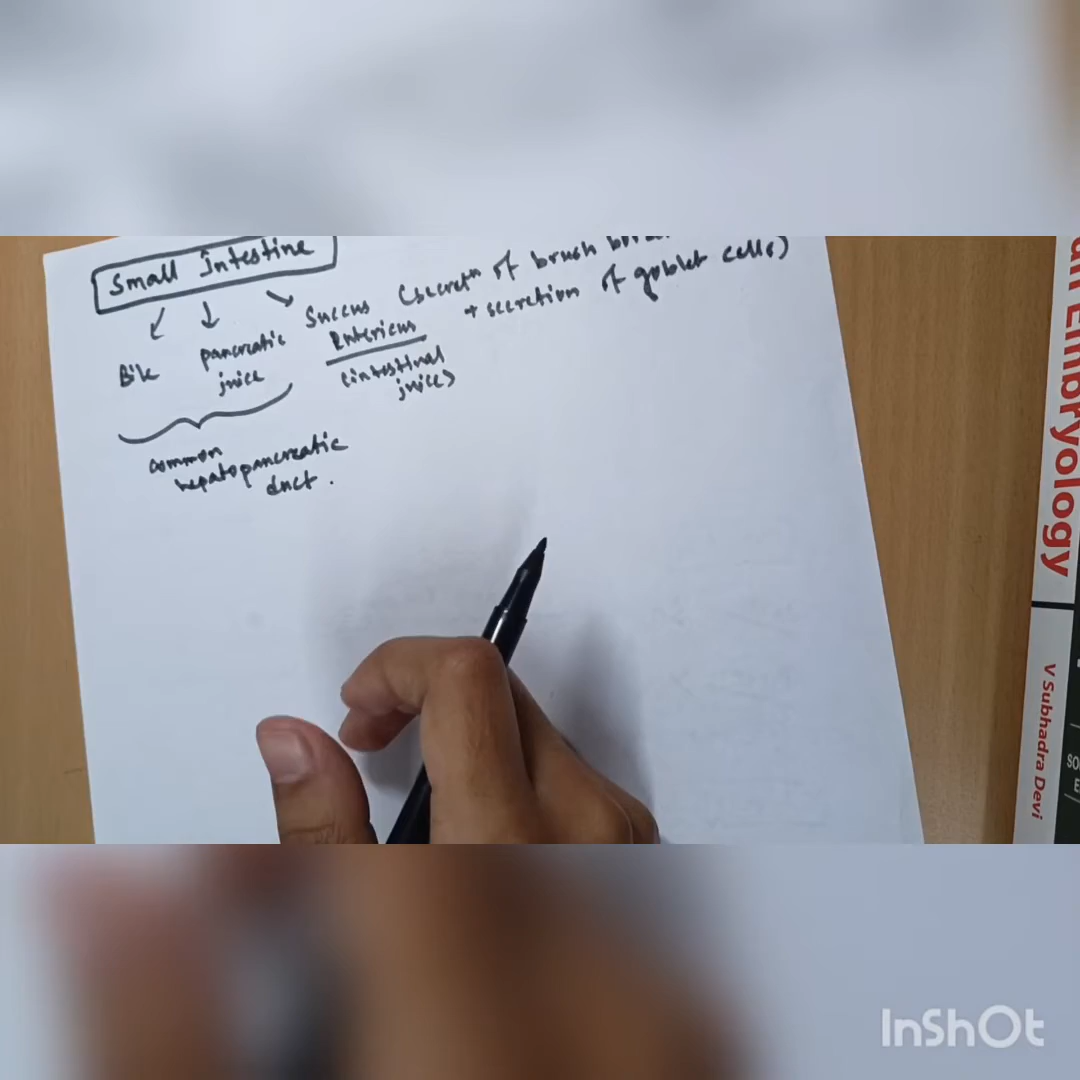 Small Intestine
Bile
pancreatic
juice
Succus
Entericus
(intestinal
juice)
(secretⁿ of brush
+ secretion of goblet cells)
common
hepatopancreatic
duct.
Embryology
V Subhadra Devi
InShOt